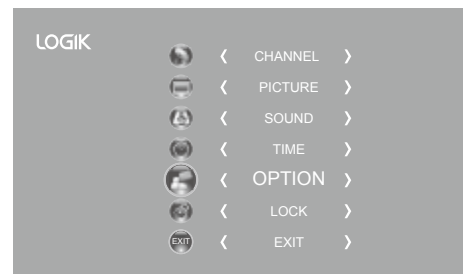 LOGIK
CHANNEL
PICTURE
SOUND
TIME
OPTION
LOCK
EXIT EXIT